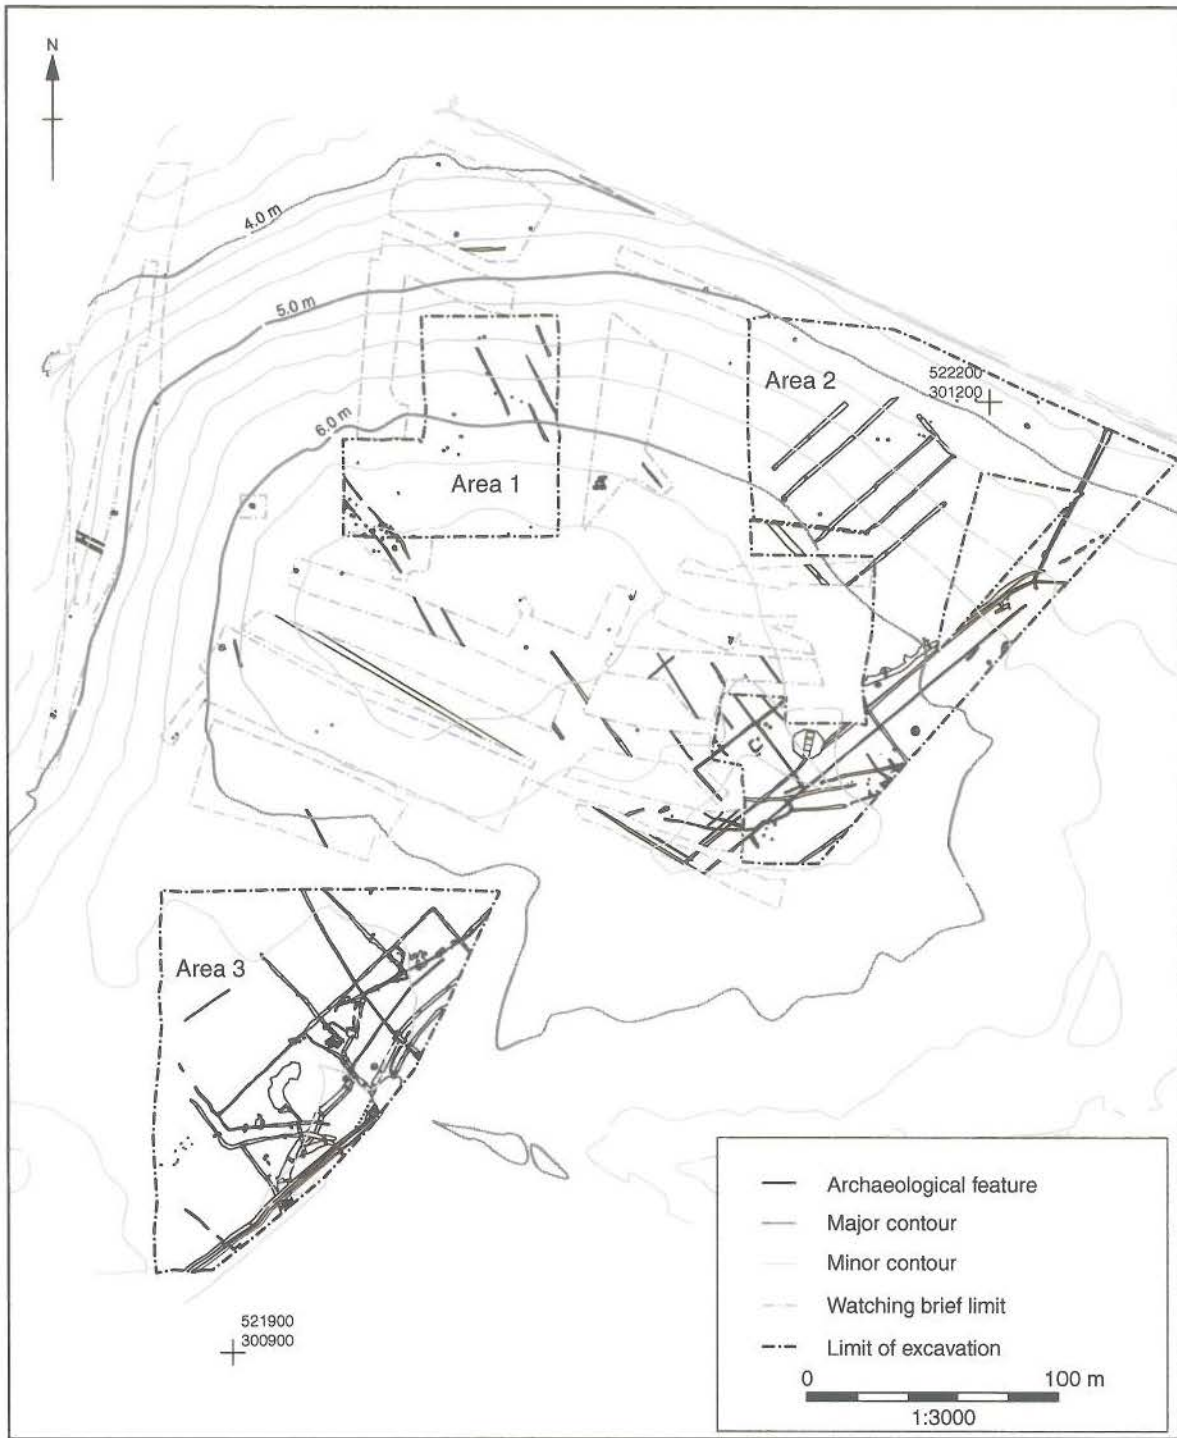 N
4.0 m
5.0 m
6.0 m
Area 1
Area 2
522200
301200
Area 3
521900
300900
Archaeological feature
Major contour
Minor contour
Watching brief limit
Limit of excavation
0 100 m
1:3000